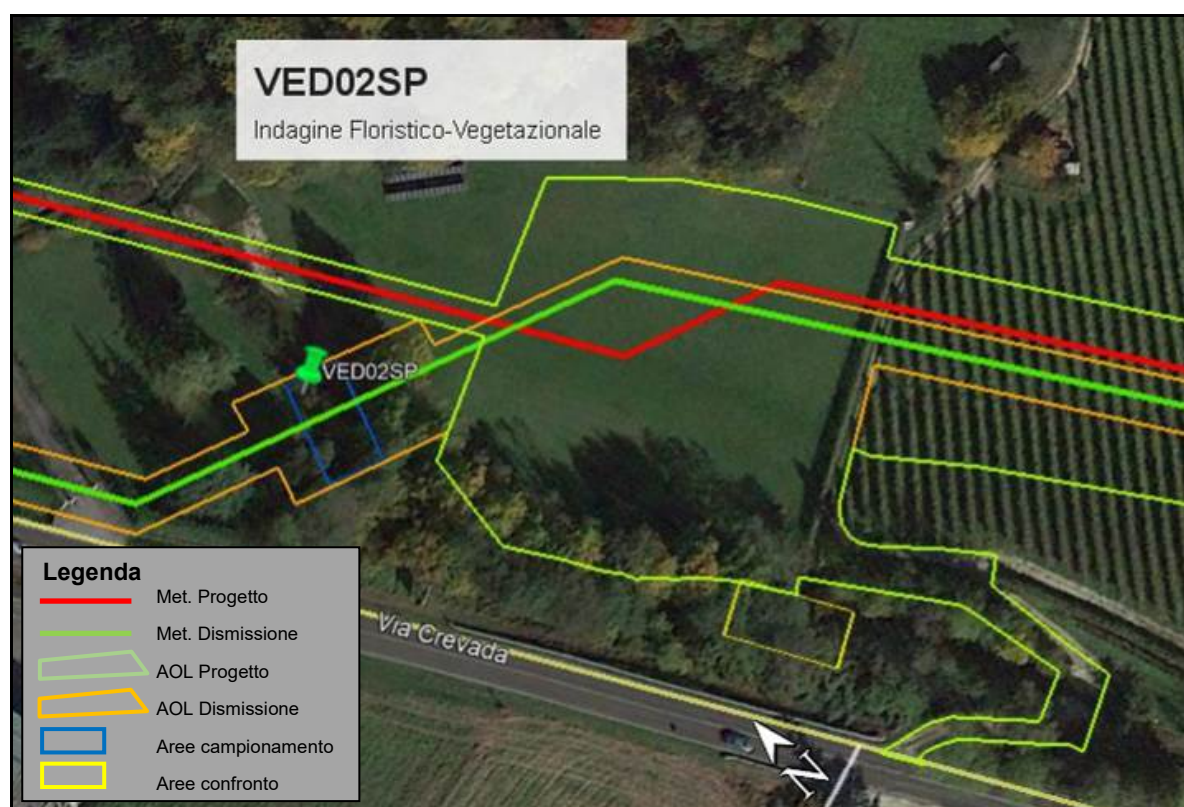 VED02SP
Indagine Floristico-Vegetazionale
VED02SP
Via Crevada
N
Legenda
Met. Progetto
Met. Dismissione
AOL Progetto
AOL Dismissione
Aree campionamento
Aree confronto